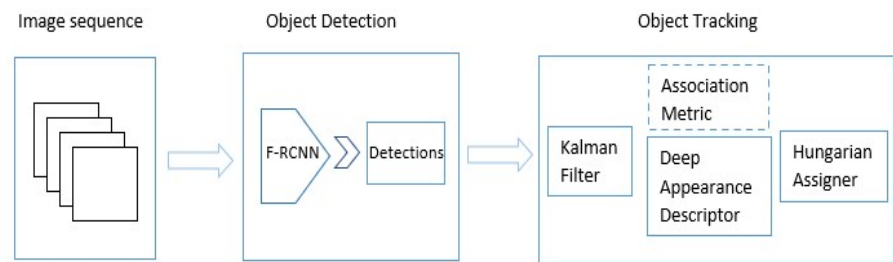 Image sequence
Object Detection
Object Tracking
F-RCNN
Detections
Kalman
Filter
Association
Metric
Deep
Appearance
Descriptor
Hungarian
Assigner